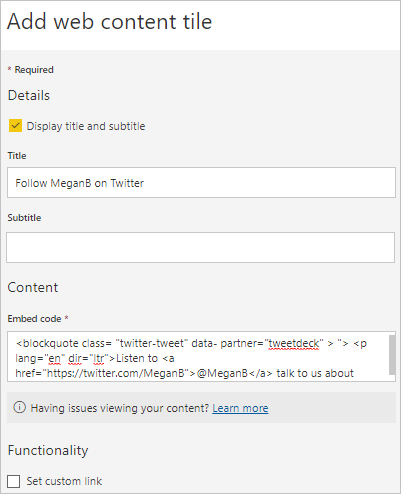 Add web content tile
* Required
Details
Display title and subtitle
Title
Follow MeganB on Twitter
Subtitle
Content
Embed code *
<blockquote class= "twitter-tweet" data- partner="tweetdeck" > "> <p
lang="en" dir="ltr">Listen to <a
href="https://twitter.com/MeganB">@MeganB</a> talk to us about
Having issues viewing your content? Learn more
Functionality
Set custom link